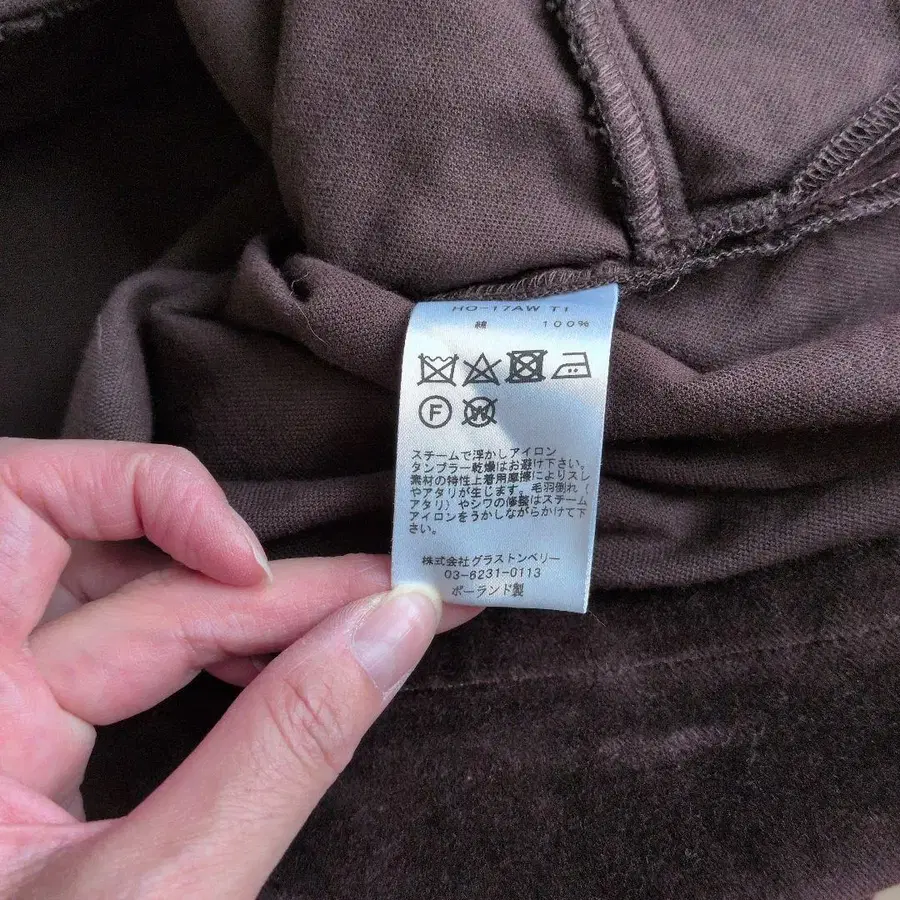 HO-17AW T1
綿 100%
F W
スチームで浮かしアイロン
タンブラー乾燥はお避け下さい。
素材の特性上着用摩擦によりスレ
やアタリが生じます。毛羽倒れ（
アタリ）やシワの修整はスチーム
アイロンをうかしながらかけて下
さい。
株式会社グラストンベリー
03-6231-0113
ポーランド製